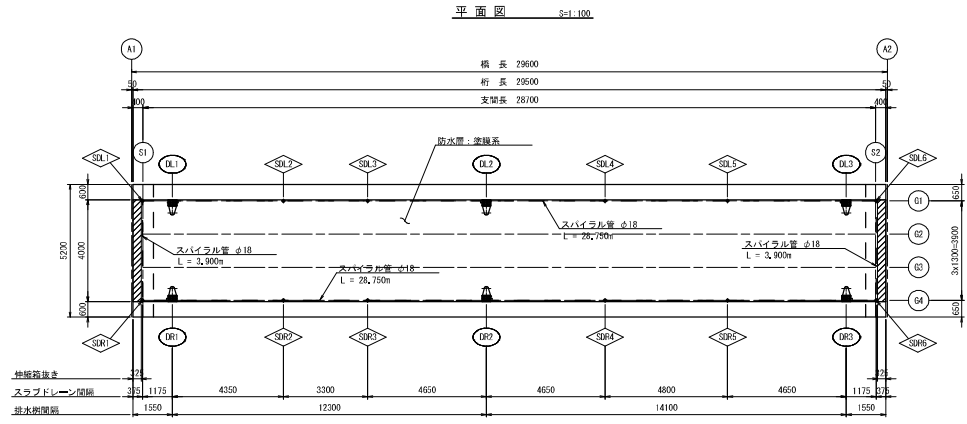 平面図 S=1:100
A1 A2
橋長 29600
50 桁長 29500 50
400 支間長 28700 400
防水層：塗膜系
SDL1 S1 DL1 SDL2 SDL3 DL2 SDL4 SDL5 DL3 S2 SDL6
600 650
G1
スパイラル管 φ18
L = 28.750m
G2
スパイラル管 φ18
L = 3.900m
スパイラル管 φ18
L = 3.900m
5200 4000 3x1300=3900
スパイラル管 φ18
L = 28.750m
G3
G4
600 650
SDR1 DR1 SDR2 SDR3 DR2 SDR4 SDR5 DR3 SDR6
伸縮箱抜き 325 325
スラブドレーン間隔 375 1175 4350 3300 4650 4650 4800 4650 1175 375
排水桝間隔 1550 12300 14100 1550